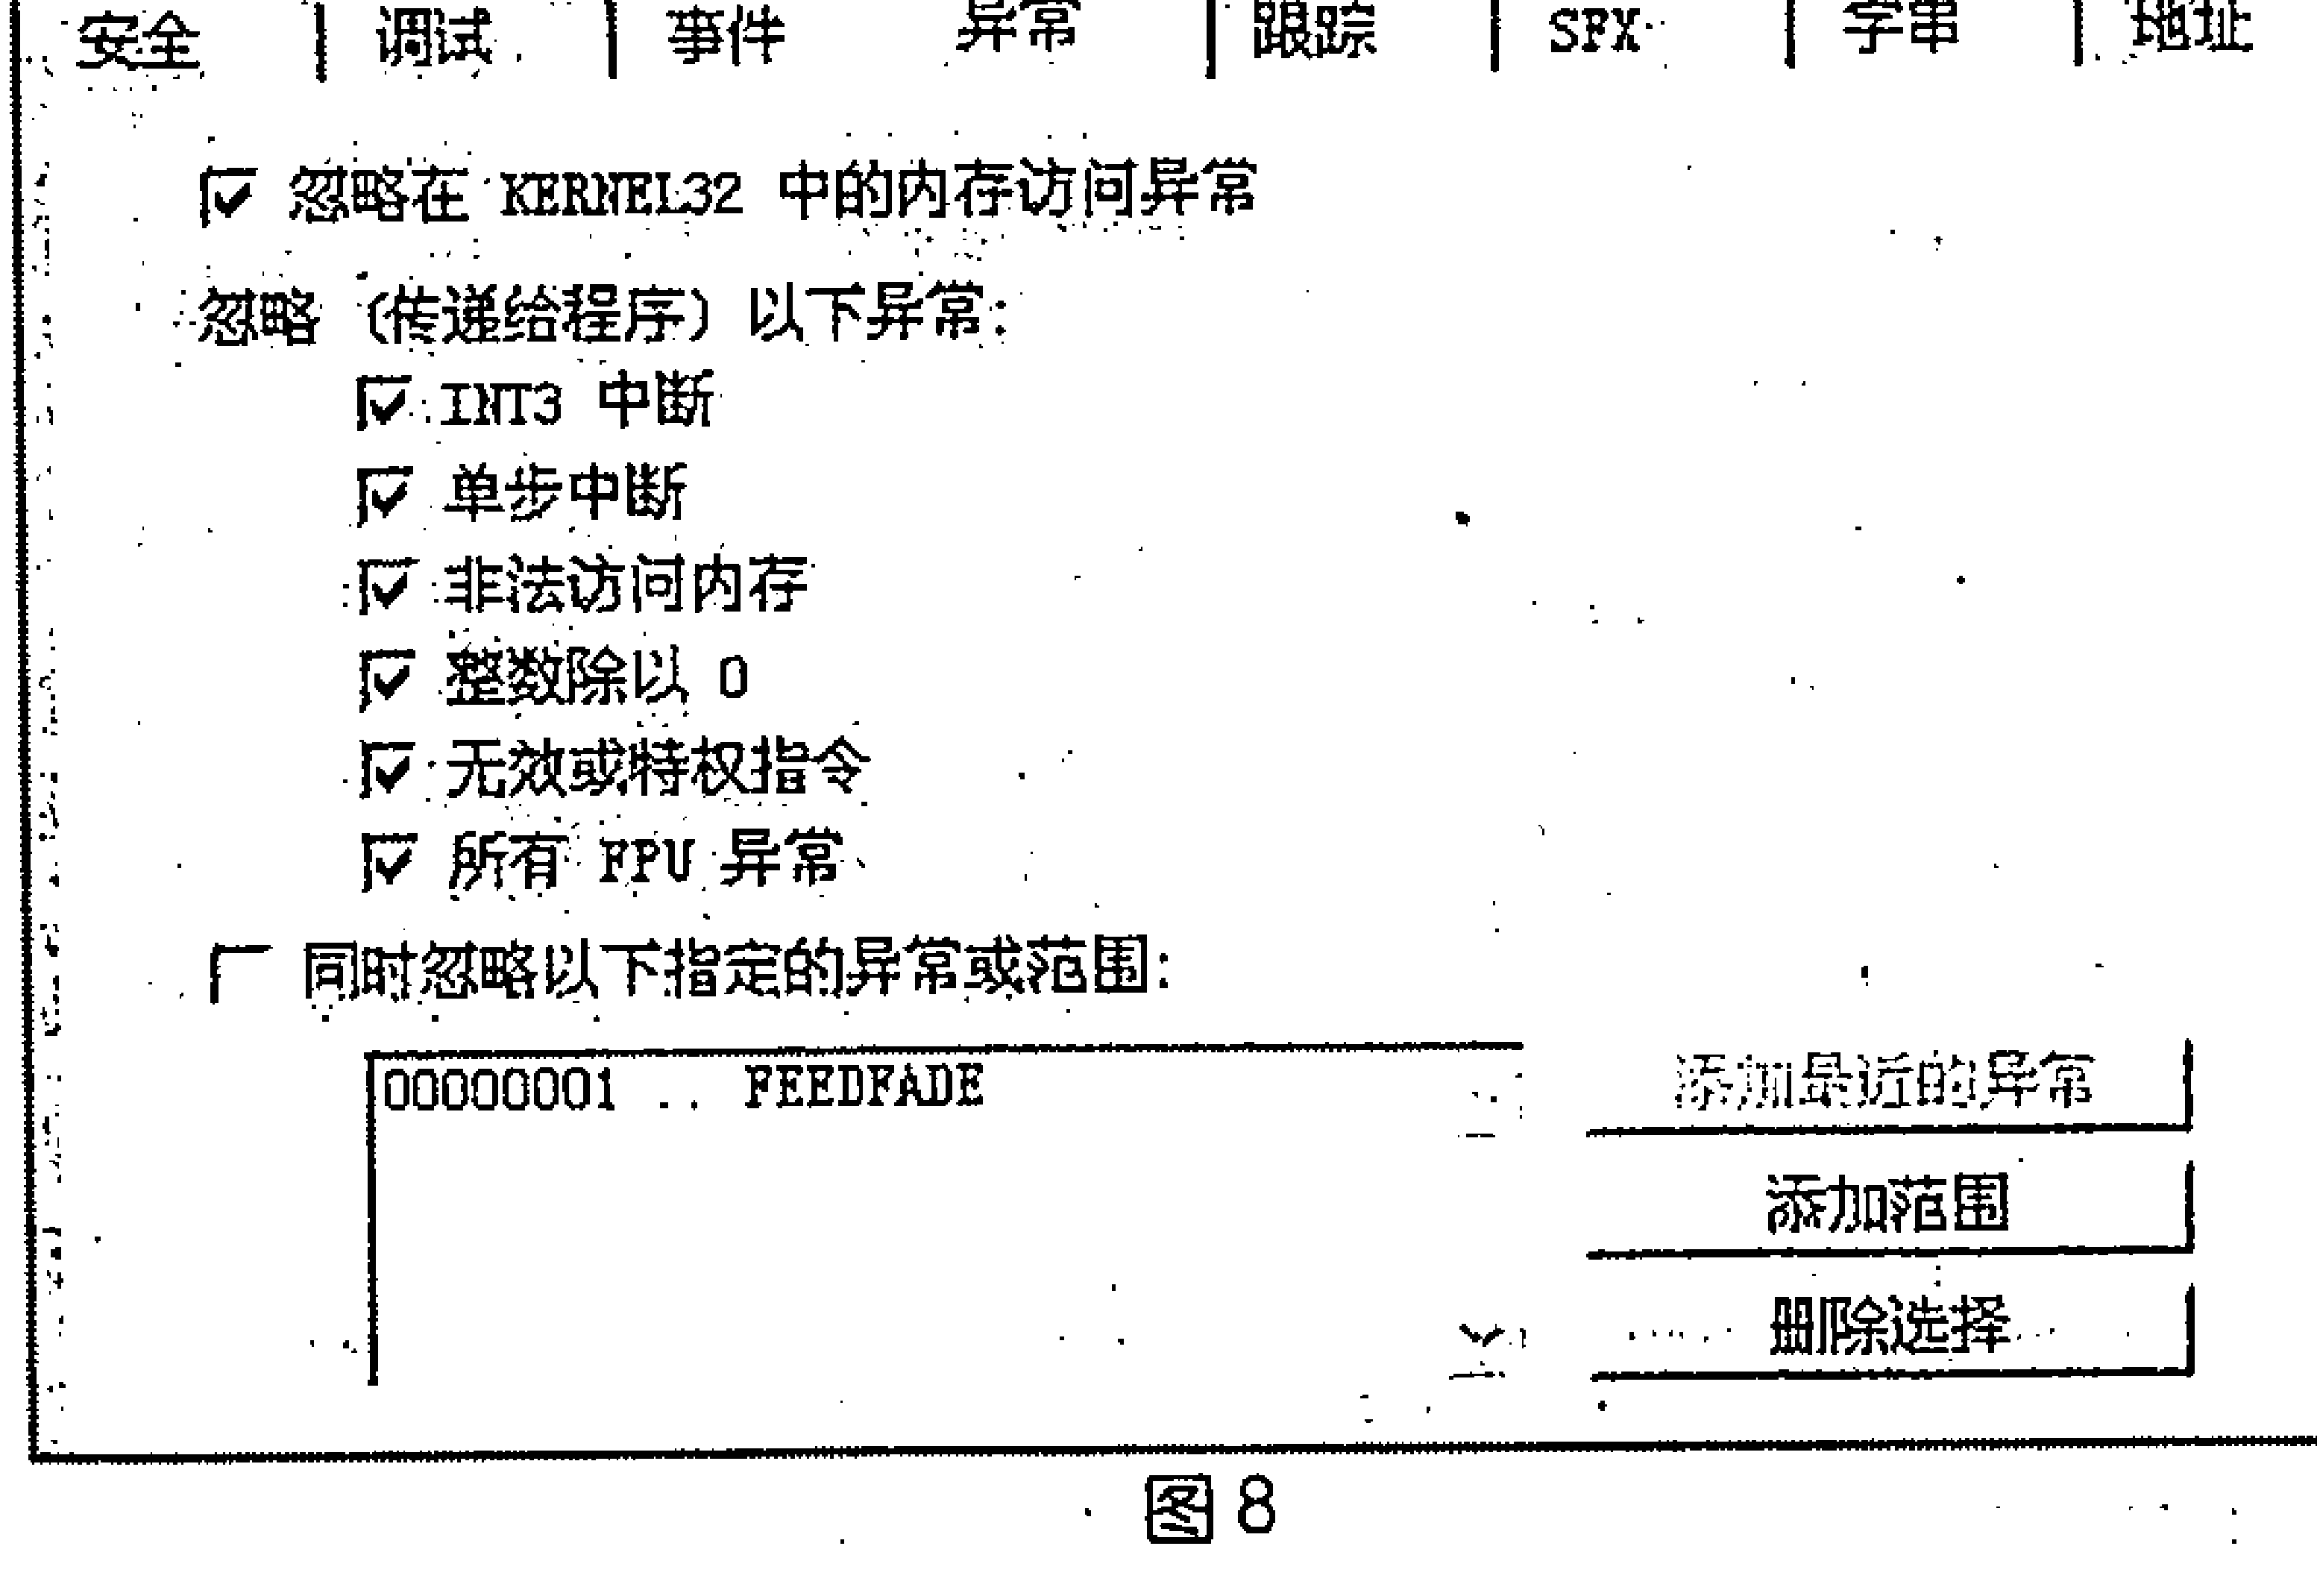 安全 调试 事件 异常 跟踪 SFX 字串 地址
忽略在 KERNEL32 中的内存访问异常
忽略（传递给程序）以下异常:
INT3 中断
单步中断
非法访问内存
整数除以 0
无效或特权指令
所有 FPU 异常
同时忽略以下指定的异常或范围:
00000001 .. FEEDFADE
添加最近的异常
添加范围
删除选择
图8